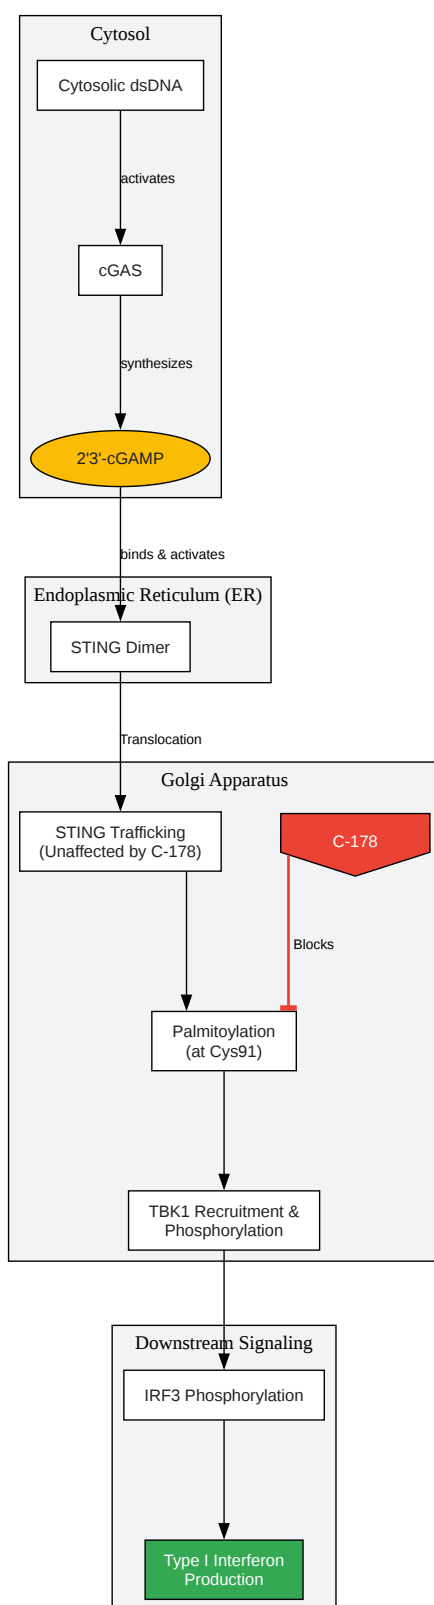 Cytosol
Cytosolic dsDNA
activates
cGAS
synthesizes
2'3'-cGAMP
binds & activates
Endoplasmic Reticulum (ER)
STING Dimer
Translocation
Golgi Apparatus
STING Trafficking
(Unaffected by C-178)
C-178
Blocks
Palmitoylation
(at Cys91)
TBK1 Recruitment &
Phosphorylation
Downstream Signaling
IRF3 Phosphorylation
Type I Interferon
Production